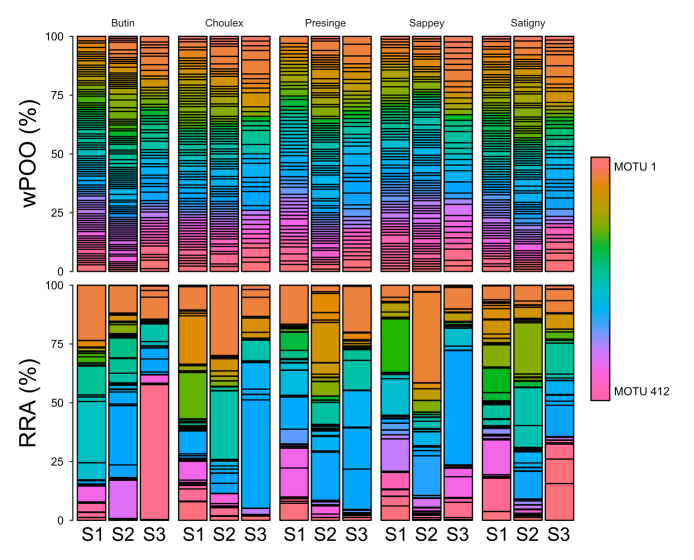 Butin Choulex Presinge Sappey Satigny
100
75
50
25
0
wPOO (%)
MOTU 1
MOTU 412
100
75
50
25
0
RRA (%)
S1 S2 S3 S1 S2 S3 S1 S2 S3 S1 S2 S3 S1 S2 S3